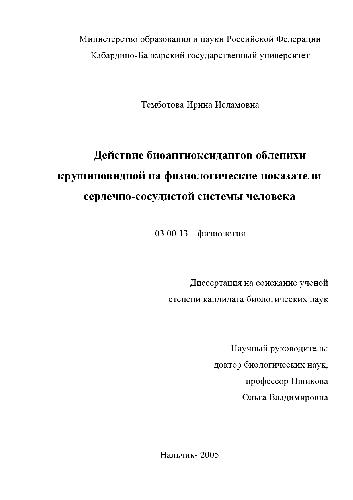 Министерство образования и науки Российской Федерации
Кабардино-Балкарский государственный университет
Темботова Ирина Исламовна
Действие биоантиоксидантов облепихи
крушиновидной на физиологические показатели
сердечно-сосудистой системы человека
03.00.13 – физиология
Диссертация на соискание ученой
степени кандидата биологических наук
Научный руководитель:
доктор биологических наук,
профессор
Ольга Владимировна
Нальчик- 2005